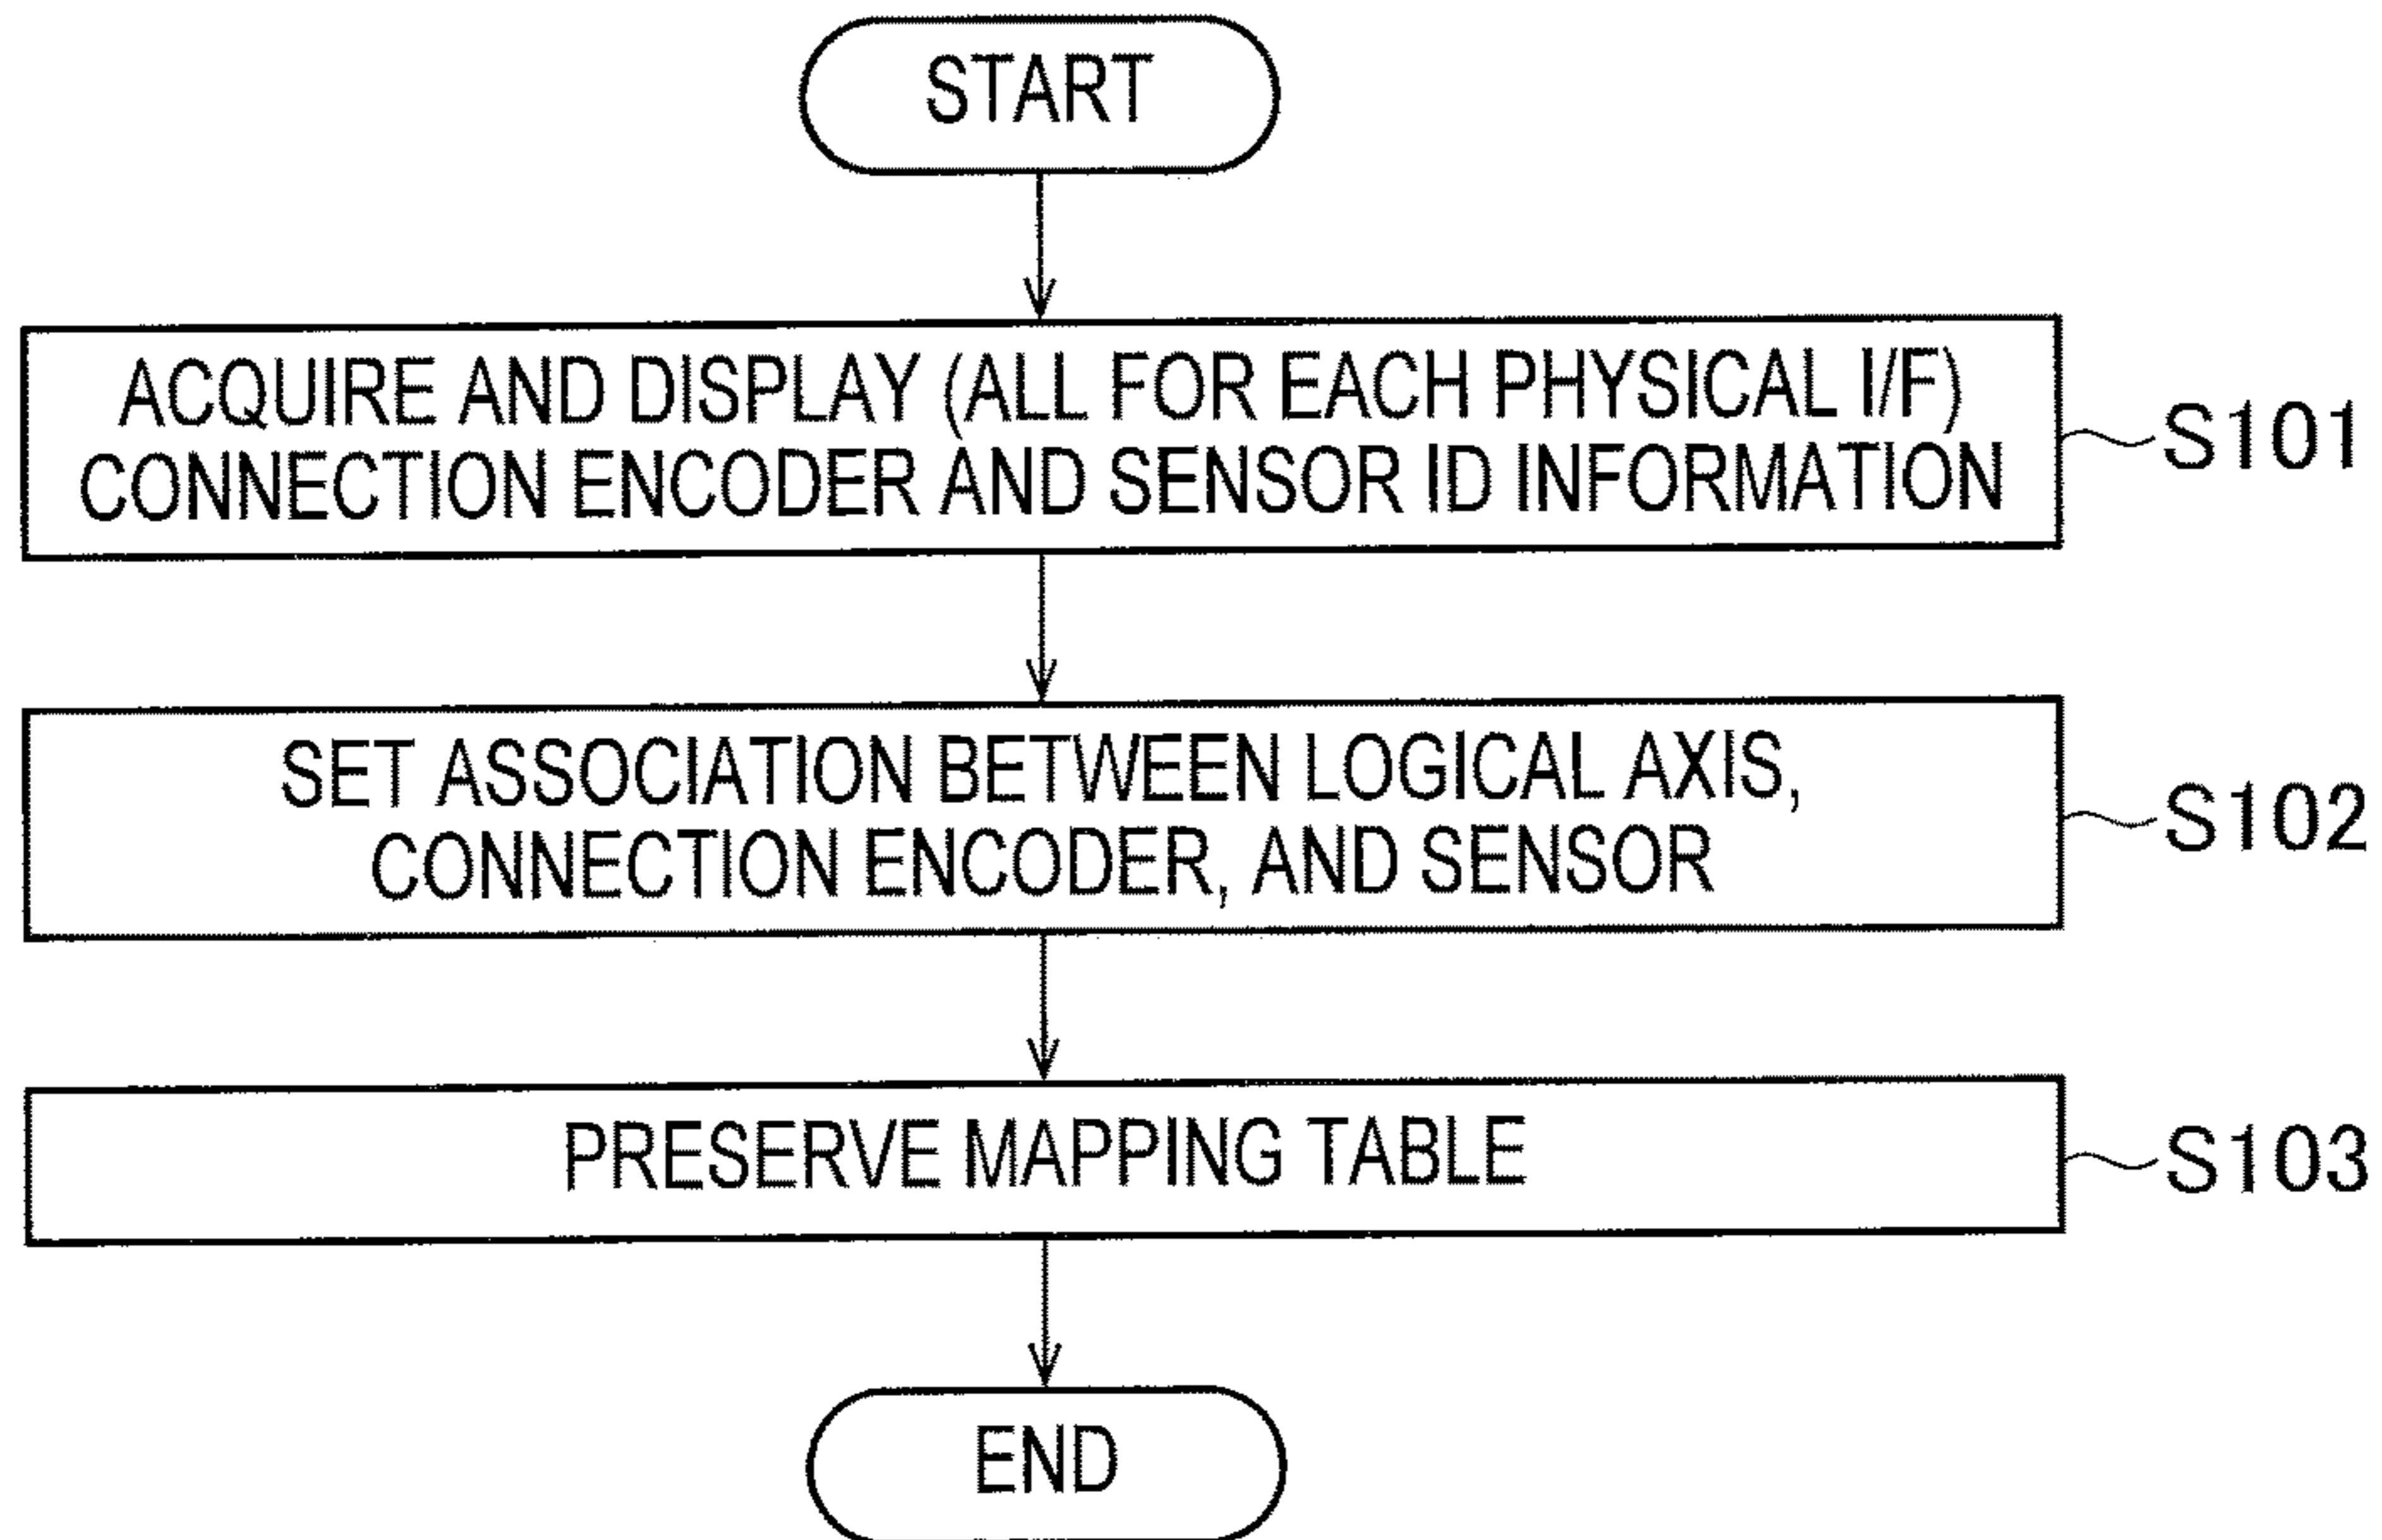 START
ACQUIRE AND DISPLAY (ALL FOR EACH PHYSICAL I/F)
CONNECTION ENCODER AND SENSOR ID INFORMATION
S101
SET ASSOCIATION BETWEEN LOGICAL AXIS,
CONNECTION ENCODER, AND SENSOR
S102
PRESERVE MAPPING TABLE
S103
END